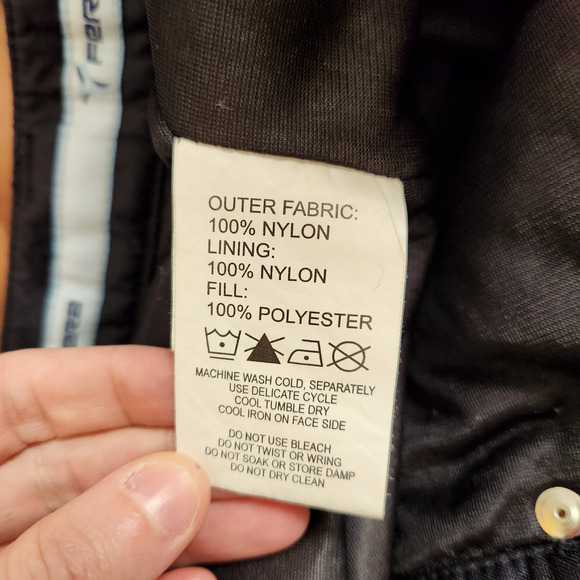 FERA
FERA
OUTER FABRIC:
100% NYLON
LINING:
100% NYLON
FILL:
100% POLYESTER
MACHINE WASH COLD, SEPARATELY
USE DELICATE CYCLE
COOL TUMBLE DRY
COOL IRON ON FACE SIDE
DO NOT USE BLEACH
DO NOT TWIST OR WRING
DO NOT SOAK OR STORE DAMP
DO NOT DRY CLEAN